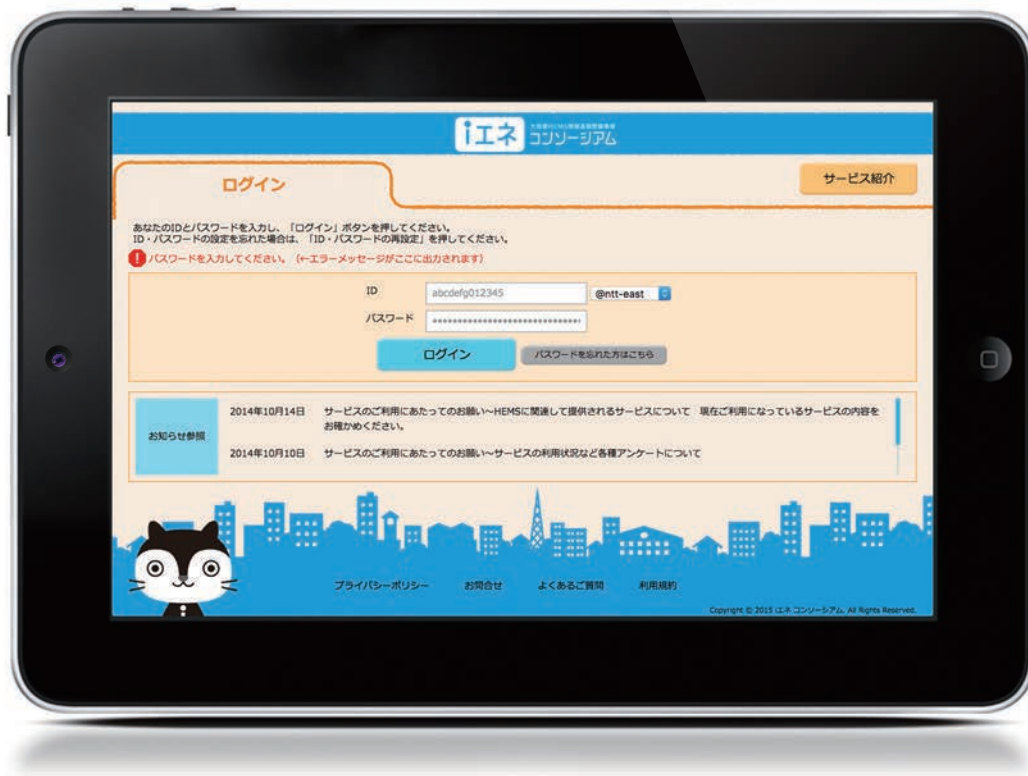 iエネ
コンソーシアム
ログイン
サービス紹介
あなたのIDとパスワードを入力し、「ログイン」ボタンを押してください。
ID・パスワードの設定を忘れた場合は、「ID・パスワードの再設定」を押してください。
! パスワードを入力してください。(←エラーメッセージがここに出力されます)
ID abcdefg012345 @ntt-east
パスワード
ログイン パスワードを忘れた方はこちら
お知らせ参照
2014年10月14日 サービスのご利用にあたってのお願い~HEMSに関連して提供されるサービスについて 現在ご利用になっているサービスの内容を
お確かめください。
2014年10月10日 サービスのご利用にあたってのお願い~サービスの利用状況など各種アンケートについて
プライバシーポリシー お問合せ よくあるご質問 利用規約
Copyright © 2015 iエネ コンソーシアム, All Rights Reserved.